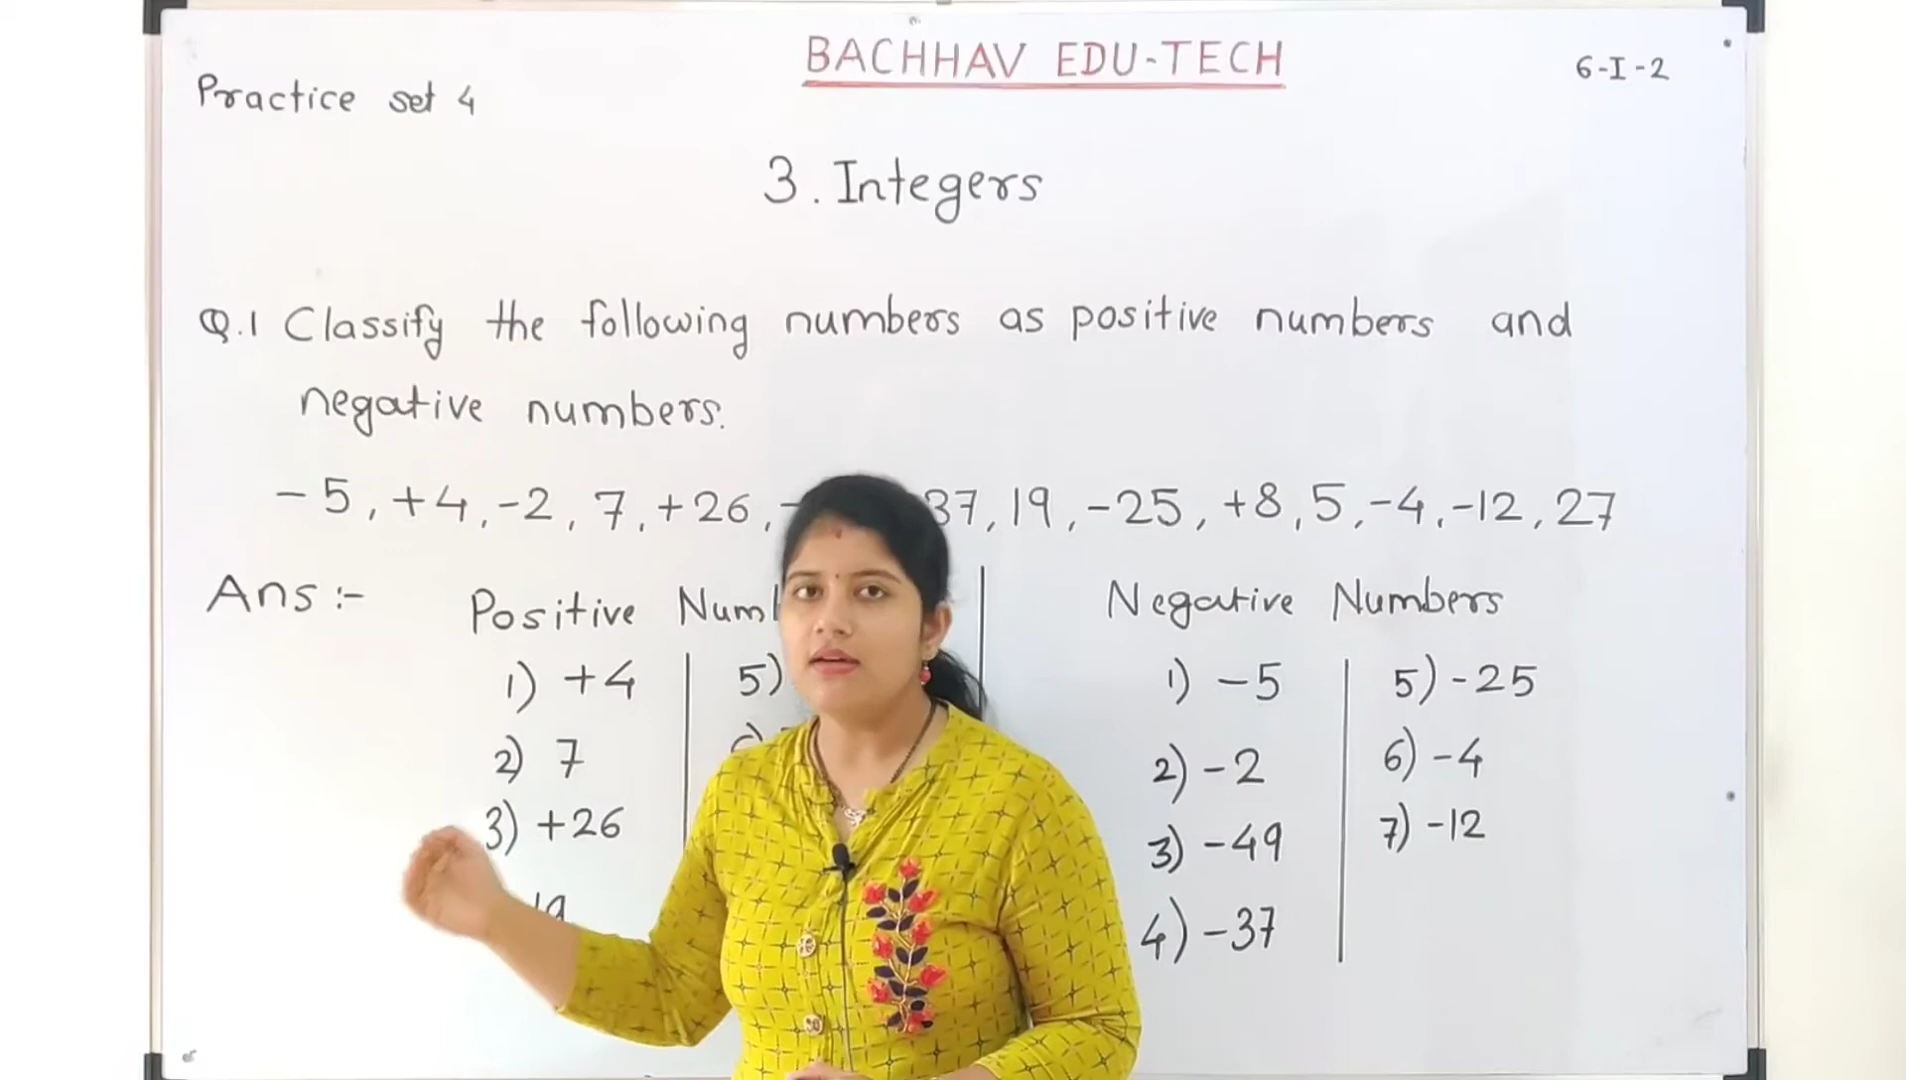 BACHHAV EDU-TECH
6-I-2
Practice set 4
3. Integers
Q.1 Classify the following numbers as positive numbers and
negative numbers.
-5, +4, -2, 7, +26, 37, 19, -25, +8, 5, -4, -12, 27
Ans :-
Positive
Negative Numbers
1) +4
5)
1) -5
5) -25
2) 7
2) -2
6) -4
3) +26
3) -49
7) -12
19
4) -37